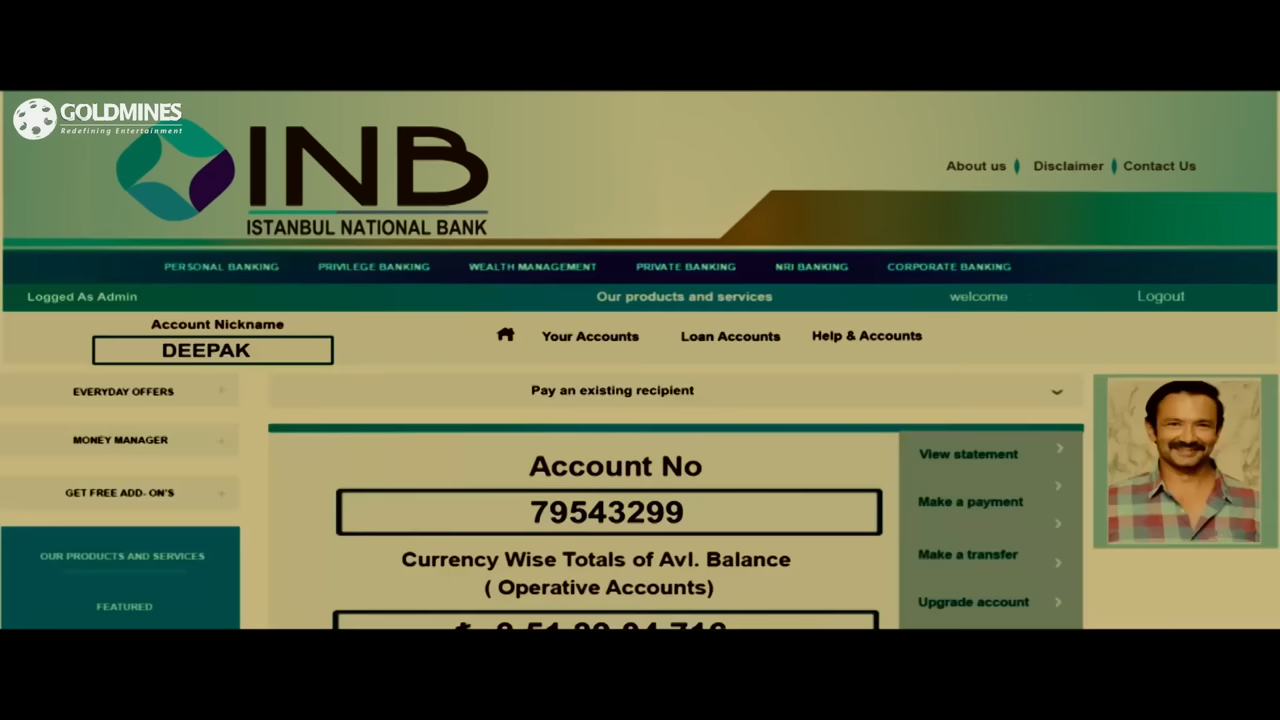 GOLDMINES
Redefining Entertainment
INB
ISTANBUL NATIONAL BANK
About us Disclaimer Contact Us
PERSONAL BANKING PRIVILEGE BANKING WEALTH MANAGEMENT PRIVATE BANKING NRI BANKING CORPORATE BANKING
Logged As Admin Our products and services welcome Logout
Account Nickname
DEEPAK
Your Accounts Loan Accounts Help & Accounts
EVERYDAY OFFERS
MONEY MANAGER
GET FREE ADD- ON'S
OUR PRODUCTS AND SERVICES
FEATURED
Pay an existing recipient
Account No
79543299
Currency Wise Totals of Avl. Balance
( Operative Accounts)
View statement
Make a payment
Make a transfer
Upgrade account